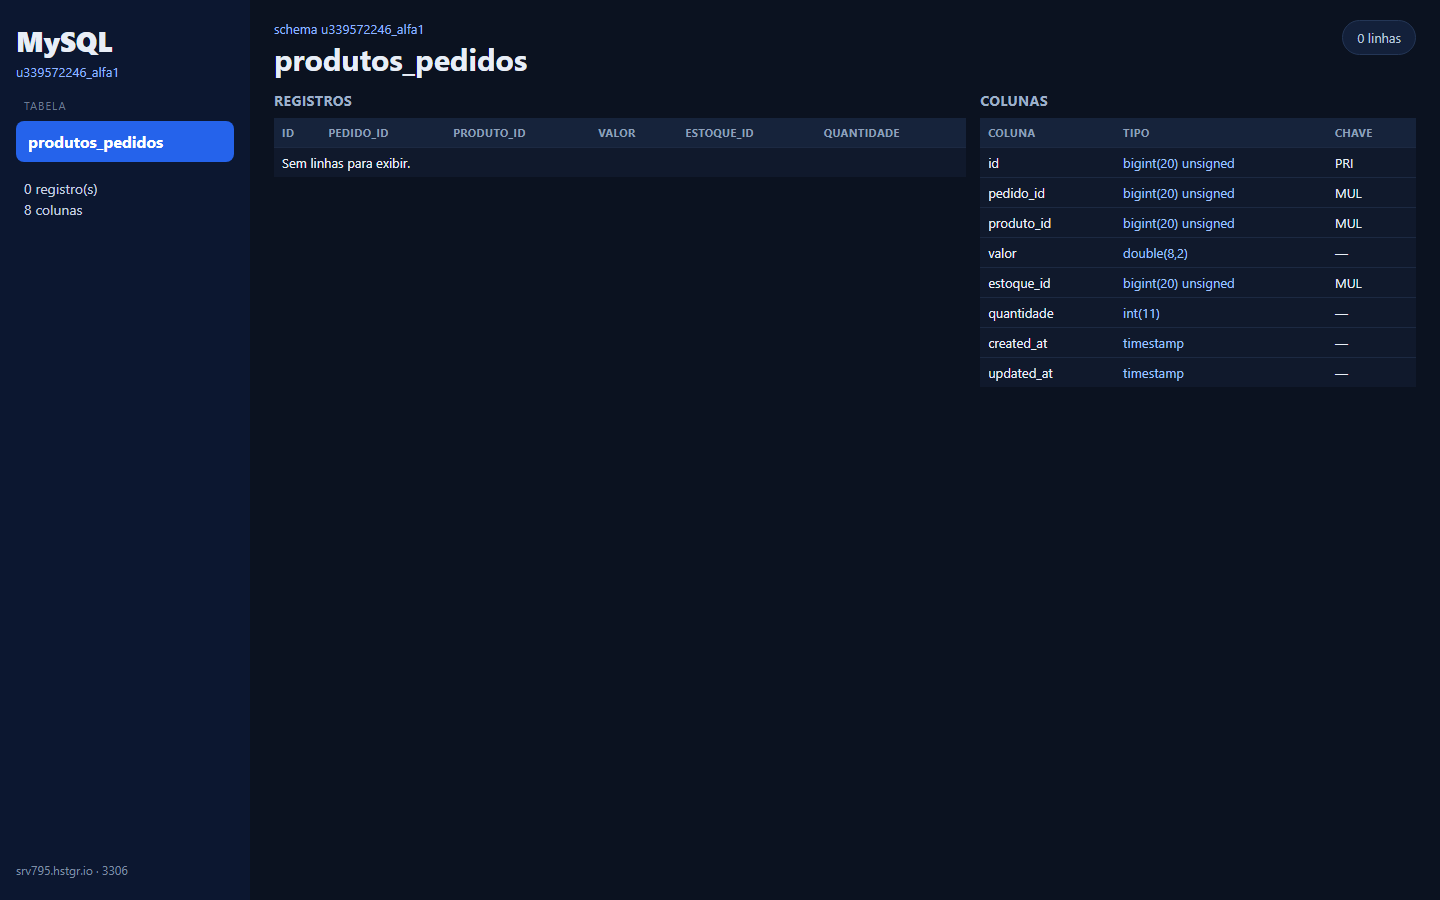 MySQL
u339572246_alfa1
TABELA
produtos_pedidos
0 registro(s)
8 colunas
srv795.hstgr.io · 3306
schema u339572246_alfa1
produtos_pedidos
0 linhas
REGISTROS
ID PEDIDO_ID PRODUTO_ID VALOR ESTOQUE_ID QUANTIDADE
Sem linhas para exibir.
COLUNAS
COLUNA TIPO CHAVE
id bigint(20) unsigned PRI
pedido_id bigint(20) unsigned MUL
produto_id bigint(20) unsigned MUL
valor double(8,2) —
estoque_id bigint(20) unsigned MUL
quantidade int(11) —
created_at timestamp —
updated_at timestamp —